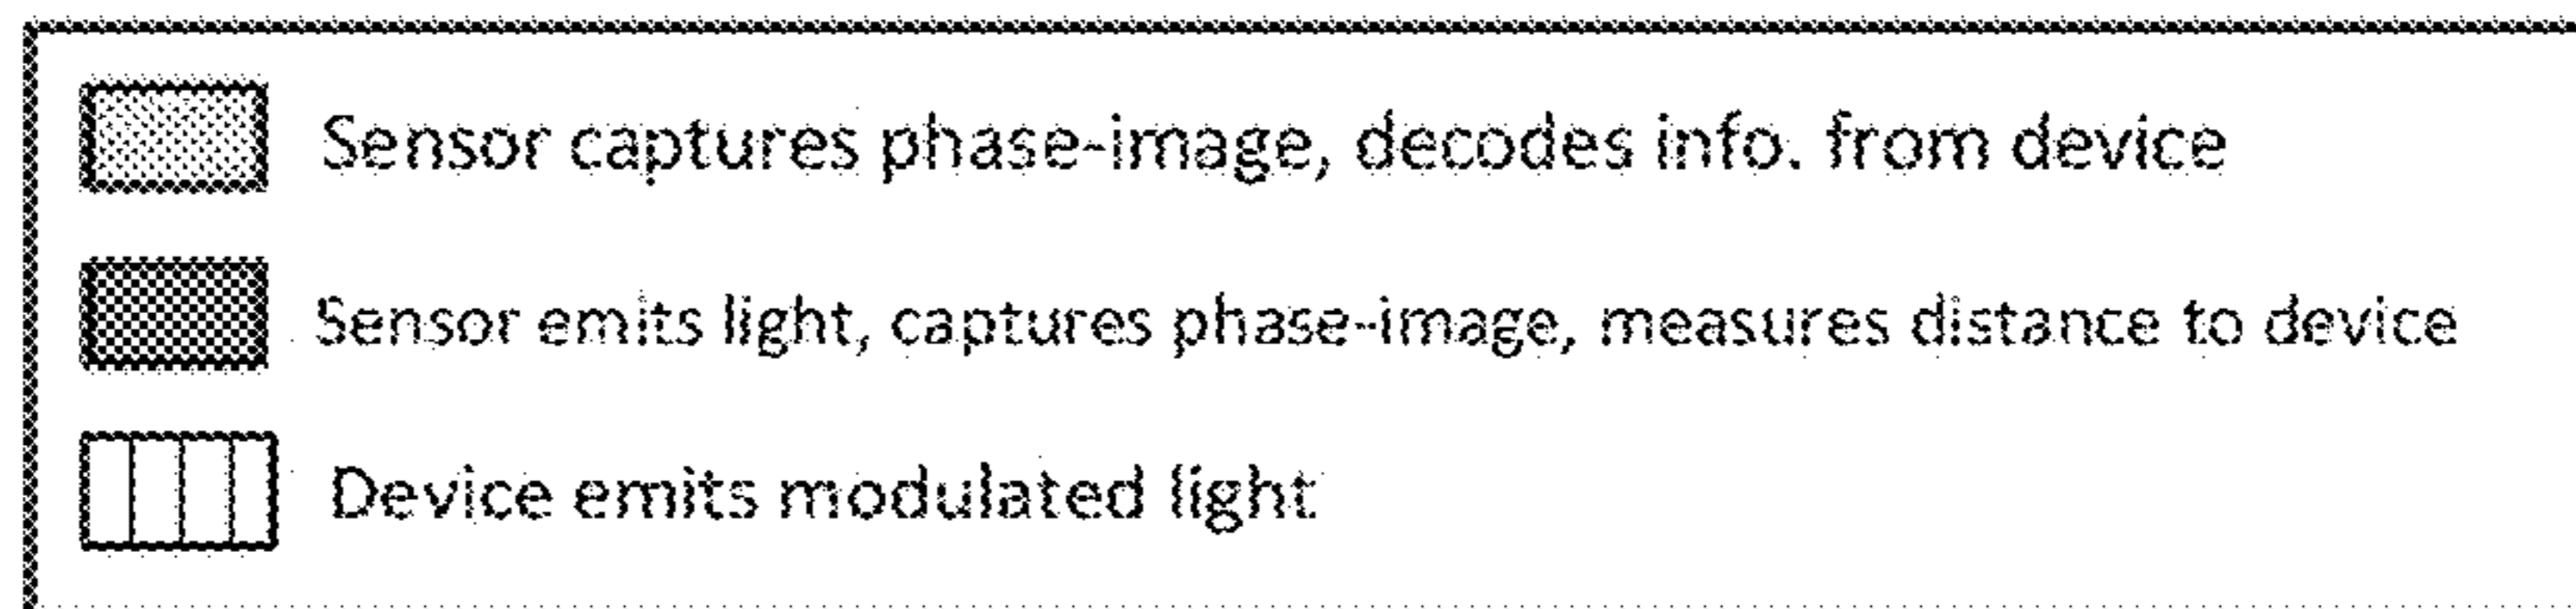 Sensor captures phase-image, decodes info. from device
Sensor emits light, captures phase-image, measures distance to device
Device emits modulated light